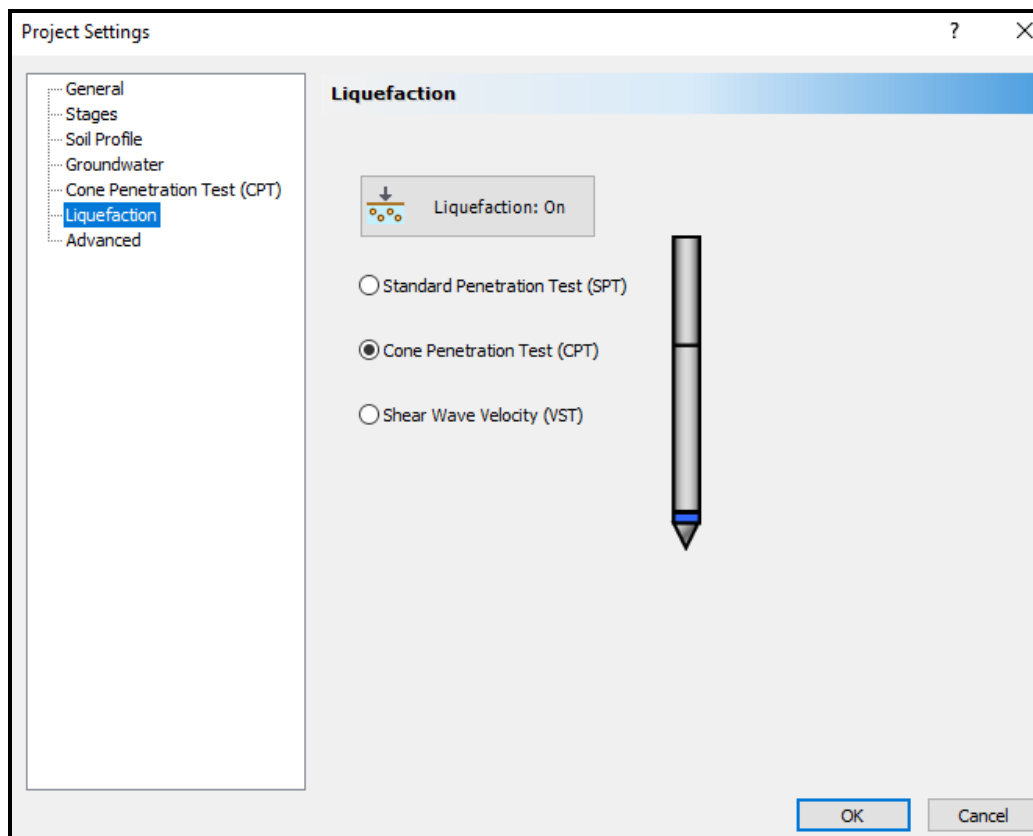 Project Settings
?
General
Stages
Soil Profile
Groundwater
Cone Penetration Test (CPT)
Liquefaction
Advanced
Liquefaction
Liquefaction: On
Standard Penetration Test (SPT)
Cone Penetration Test (CPT)
Shear Wave Velocity (VST)
OK
Cancel